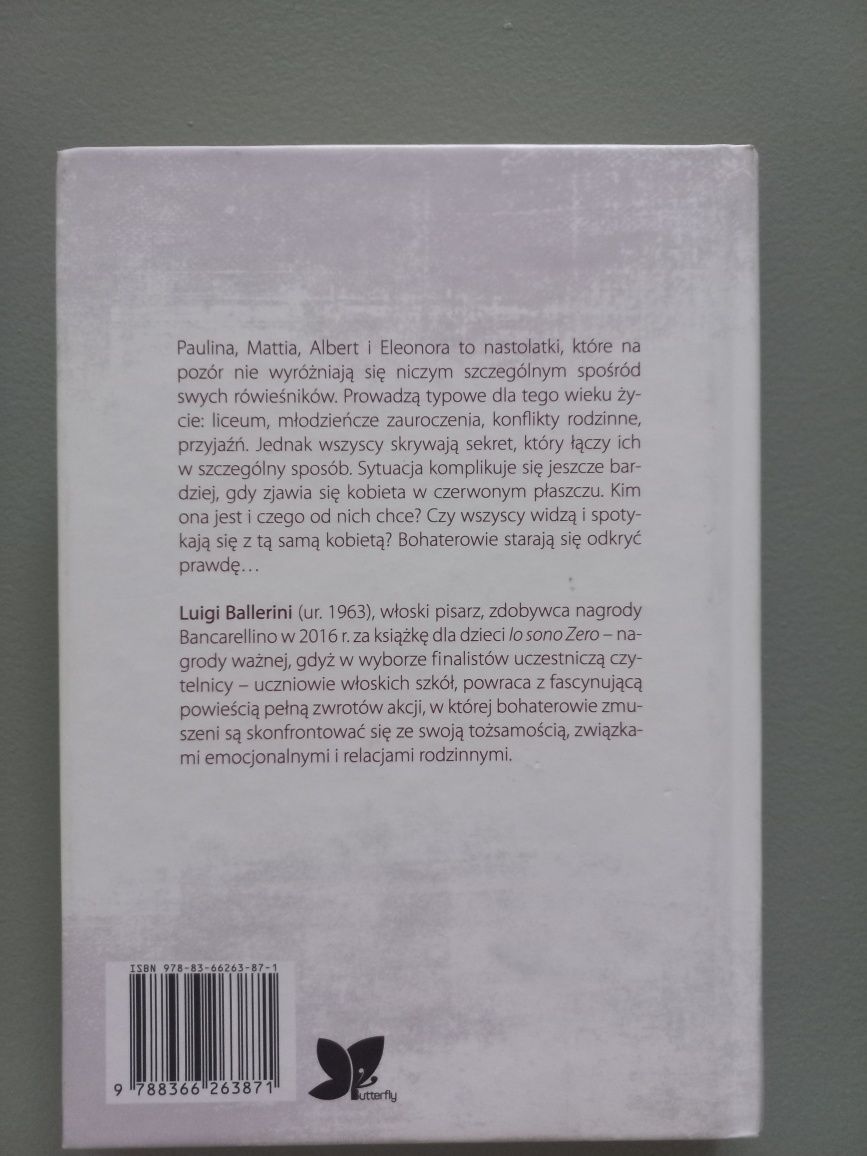 Paulina, Mattia, Albert i Eleonora to nastolatki, które na
pozór nie wyróżniają się niczym szczególnym spośród
swych rówieśników. Prowadzą typowe dla tego wieku ży-
cie: liceum, młodzieńcze zauroczenia, konflikty rodzinne,
przyjaźń. Jednak wszyscy skrywają sekret, który łączy ich
w szczególny sposób. Sytuacja komplikuje się jeszcze bar-
dziej, gdy zjawia się kobieta w czerwonym płaszczu. Kim
ona jest i czego od nich chce? Czy wszyscy widzą i spoty-
kają się z tą samą kobietą? Bohaterowie starają się odkryć
prawdę...
Luigi Ballerini (ur. 1963), włoski pisarz, zdobywca nagrody
Bancarellino w 2016 r. za książkę dla dzieci Io sono Zero – na-
grody ważnej, gdyż w wyborze finalistów uczestniczą czy-
telnicy – uczniowie włoskich szkół, powraca z fascynującą
powieścią pełną zwrotów akcji, w której bohaterowie zmu-
szeni są skonfrontować się ze swoją tożsamością, związka-
mi emocjonalnymi i relacjami rodzinnymi.
ISBN 978-83-66263-87-1
9 788366 263871
Butterfly